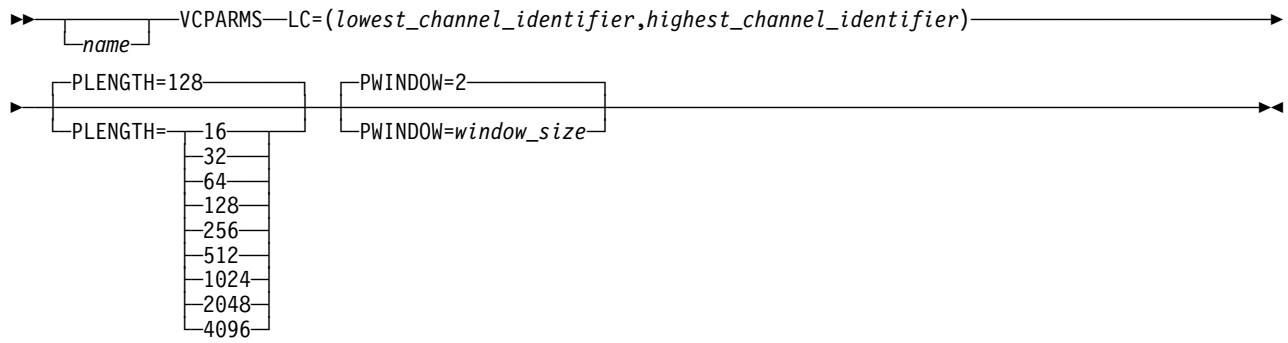 VCPARMS LC=(lowest_channel_identifier,highest_channel_identifier)
name
PLENGTH=128 PWINDOW=2
PLENGTH= 16 PWINDOW=window_size
32
64
128
256
512
1024
2048
4096